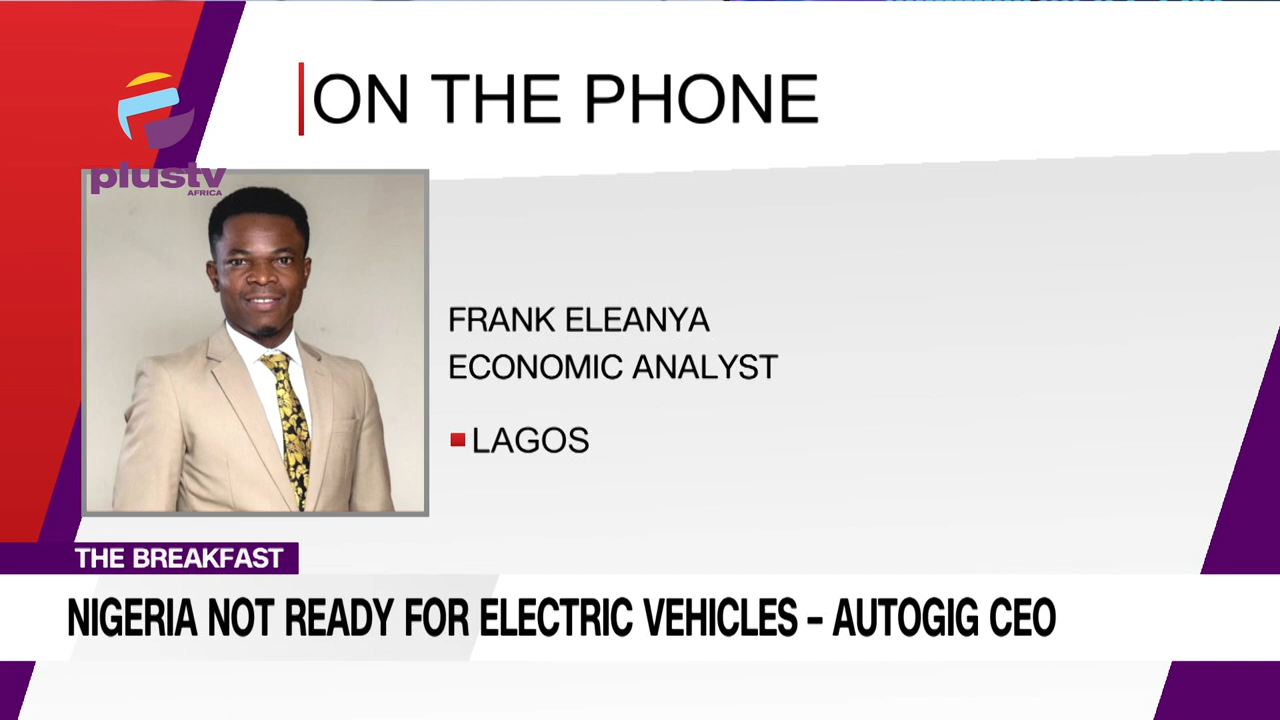 ON THE PHONE
plustv
AFRICA
FRANK ELEANYA
ECONOMIC ANALYST
LAGOS
THE BREAKFAST
NIGERIA NOT READY FOR ELECTRIC VEHICLES – AUTOGIG CEO